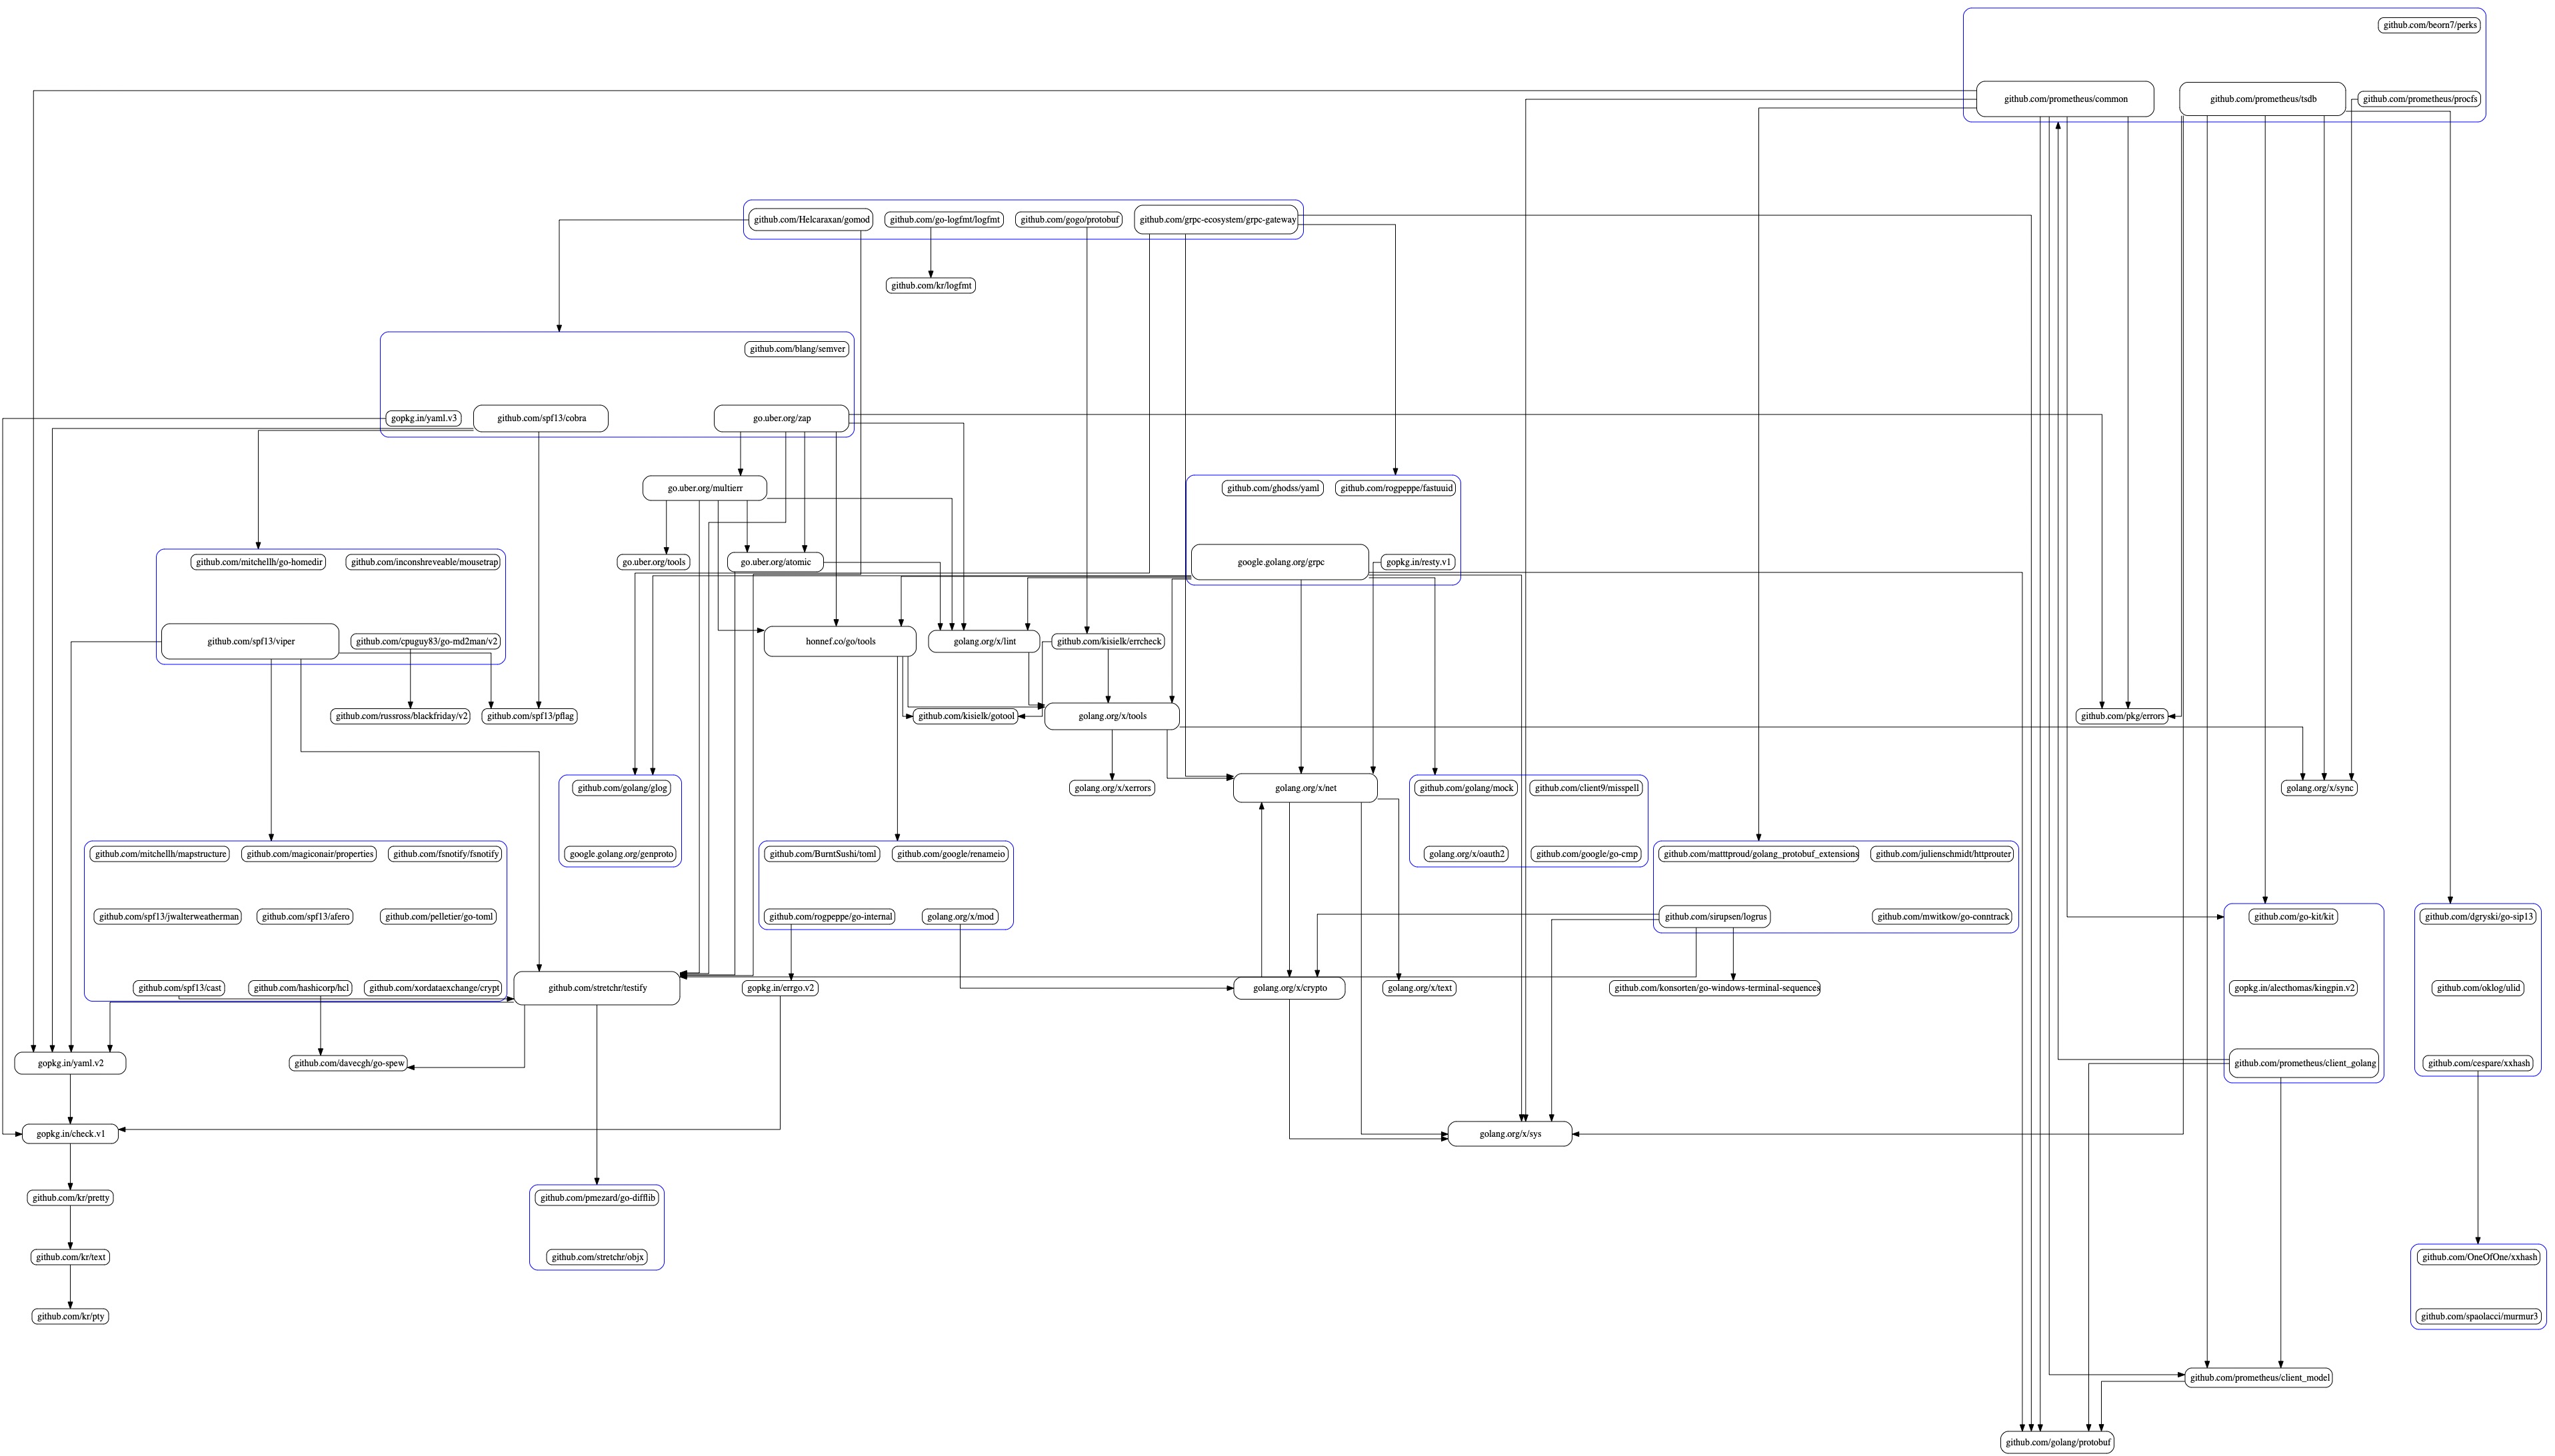 github.com/beorn7/perks
github.com/prometheus/common
github.com/prometheus/tsdb
github.com/prometheus/procfs
github.com/Helcaraxan/gomod
github.com/go-logfmt/logfmt
github.com/gogo/protobuf
github.com/grpc-ecosystem/grpc-gateway
github.com/kr/logfmt
github.com/blang/semver
gopkg.in/yaml.v3
github.com/spf13/cobra
go.uber.org/zap
go.uber.org/multierr
github.com/ghodss/yaml
github.com/rogpeppe/fastuuid
github.com/mitchellh/go-homedir
github.com/inconshreveable/mousetrap
go.uber.org/tools
go.uber.org/atomic
google.golang.org/grpc
gopkg.in/resty.v1
github.com/spf13/viper
github.com/cpuguy83/go-md2man/v2
honnef.co/go/tools
golang.org/x/lint
github.com/kisielk/errcheck
github.com/russross/blackfriday/v2
github.com/spf13/pflag
github.com/kisielk/gotool
golang.org/x/tools
github.com/pkg/errors
github.com/golang/glog
golang.org/x/xerrors
golang.org/x/net
github.com/golang/mock
github.com/client9/misspell
golang.org/x/sync
github.com/mitchellh/mapstructure
github.com/magiconair/properties
github.com/fsnotify/fsnotify
google.golang.org/genproto
github.com/BurntSushi/toml
github.com/google/renameio
golang.org/x/oauth2
github.com/google/go-cmp
github.com/matttproud/golang_protobuf_extensions
github.com/julienschmidt/httprouter
github.com/spf13/jwalterweatherman
github.com/spf13/afero
github.com/pelletier/go-toml
github.com/rogpeppe/go-internal
golang.org/x/mod
github.com/sirupsen/logrus
github.com/mwitkow/go-conntrack
github.com/go-kit/kit
github.com/dgryski/go-sip13
github.com/spf13/cast
github.com/hashicorp/hcl
github.com/xordataexchange/crypt
github.com/stretchr/testify
gopkg.in/errgo.v2
golang.org/x/crypto
golang.org/x/text
github.com/konsorten/go-windows-terminal-sequences
gopkg.in/alecthomas/kingpin.v2
github.com/oklog/ulid
gopkg.in/yaml.v2
github.com/davecgh/go-spew
github.com/prometheus/client_golang
github.com/cespare/xxhash
gopkg.in/check.v1
golang.org/x/sys
github.com/kr/pretty
github.com/pmezard/go-difflib
github.com/kr/text
github.com/stretchr/objx
github.com/OneOfOne/xxhash
github.com/kr/pty
github.com/spaolacci/murmur3
github.com/prometheus/client_model
github.com/golang/protobuf